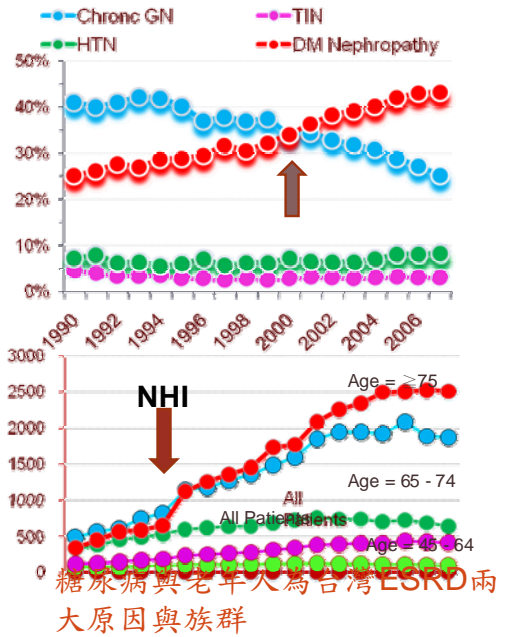 Chronc GN TIN
HTN DM Nephropathy
50%
40%
30%
20%
10%
0%
1990 1992 1994 1996 1998 2000 2002 2004 2006
3000
2500
2000
1500
1000
500
0
Age = ≥75
NHI
Age = 65 - 74
All Patients
All Patients
Age = 45 - 64
糖尿病與老年人為台灣ESRD兩
大原因與族群